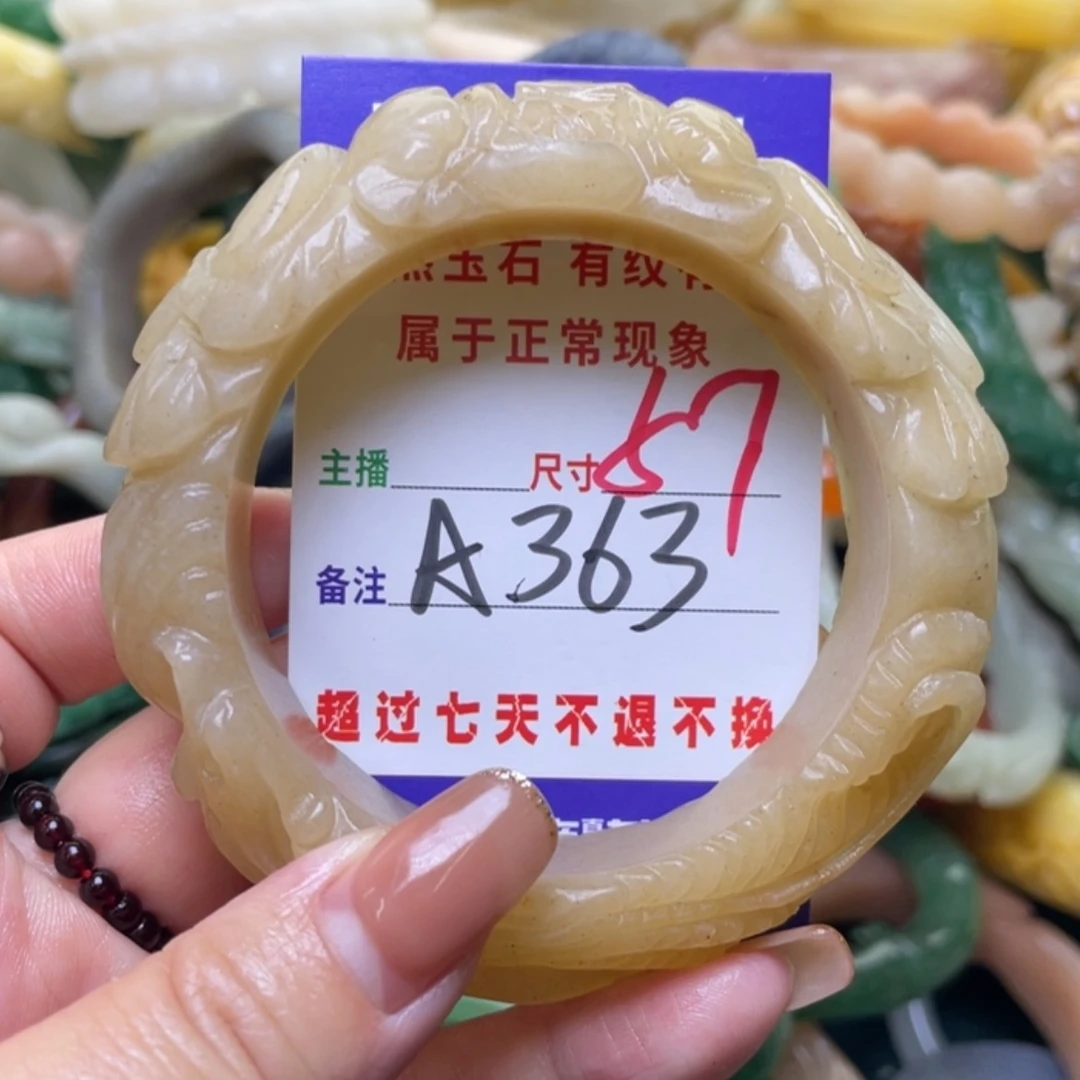 玉石 有纹
属于正常现象
主播 尺寸 57
备注 A363
超过七天不退不换